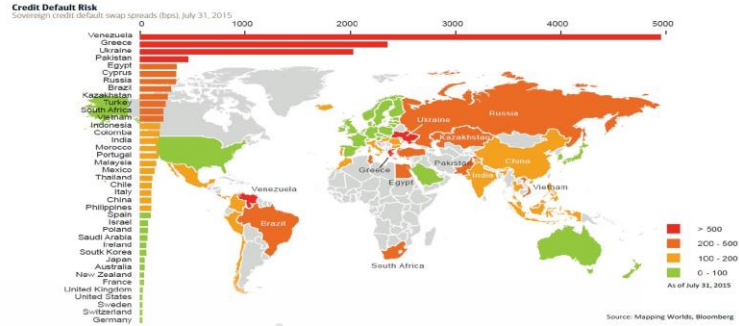 Credit Default Risk
Sovereign credit default swap spreads (bps), July 31, 2015
0 1000 2000 3000 4000 5000
Venezuela
Greece
Ukraine
Pakistan
Egypt
Cyprus
Russia
Brazil
Kazakhstan
Turkey
South Africa
Vietnam
Indonesia
Colomba
India
Morocco
Portugal
Malaysia
Mexico
Thailand
Chile
Italy
China
Philippines
Spain
Israel
Poland
Saudi Arabia
Ireland
South Korea
Japan
Australia
New Zealand
France
United Kingdom
United States
Sweden
Switzerland
Germany
Ukraine
Russia
Kazakhstan
Pakistan
China
Greece
Egypt
India
Vietnam
Venezuela
Brazil
South Africa
> 500
200 - 500
100 - 200
0 - 100
As of July 31, 2015
Source: Mapping Worlds, Bloomberg